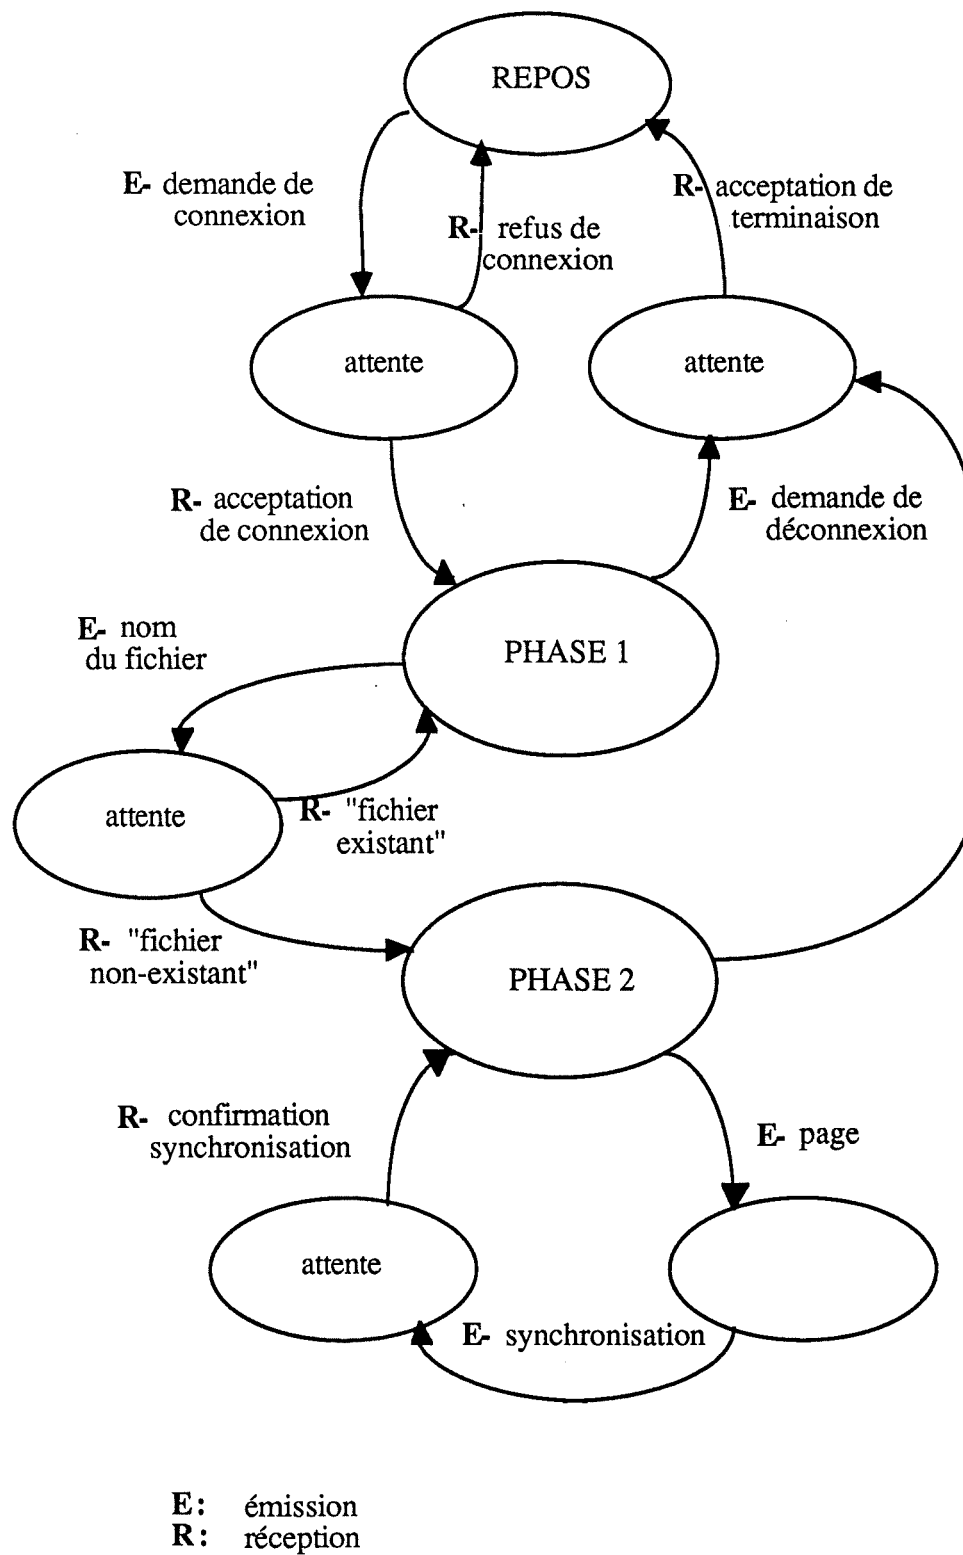 REPOS
E- demande de
connexion
R- acceptation de
terminaison
R- refus de
connexion
attente
attente
R- acceptation
de connexion
E- demande de
déconnexion
E- nom
du fichier
PHASE 1
attente
R- "fichier
existant"
R- "fichier
non-existant"
PHASE 2
R- confirmation
synchronisation
E- page
attente
E- synchronisation
E: émission
R: réception